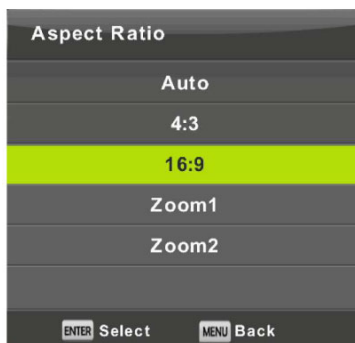 Aspect Ratio
Auto
4:3
16:9
Zoom1
Zoom2
ENTER Select MENU Back